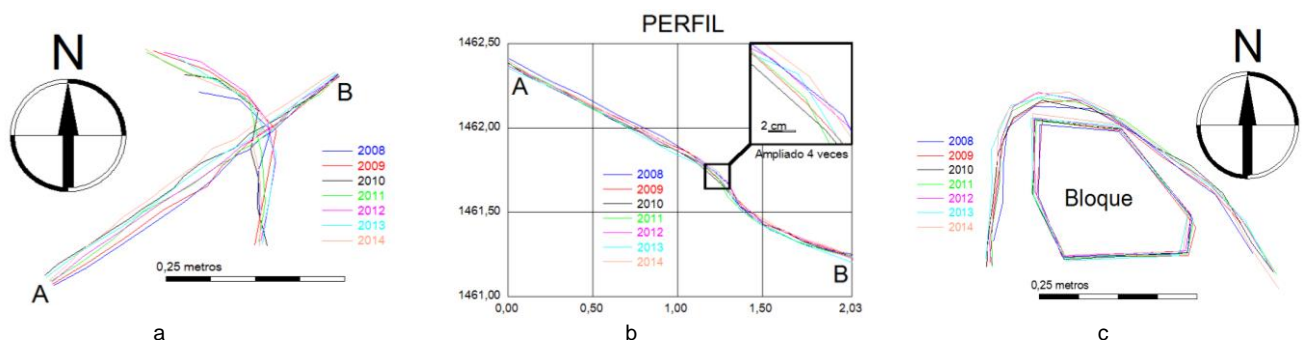 N
B
2008
2009
2010
2011
2012
2013
2014
A
0,25 metros
a
PERFIL
1462,50
1462,00
1461,50
1461,00
A
2 cm
Ampliado 4 veces
2008
2009
2010
2011
2012
2013
2014
B
0,00
0,50
1,00
1,50
2,03
b
N
2008
2009
2010
2011
2012
2013
2014
Bloque
0,25 metros
c